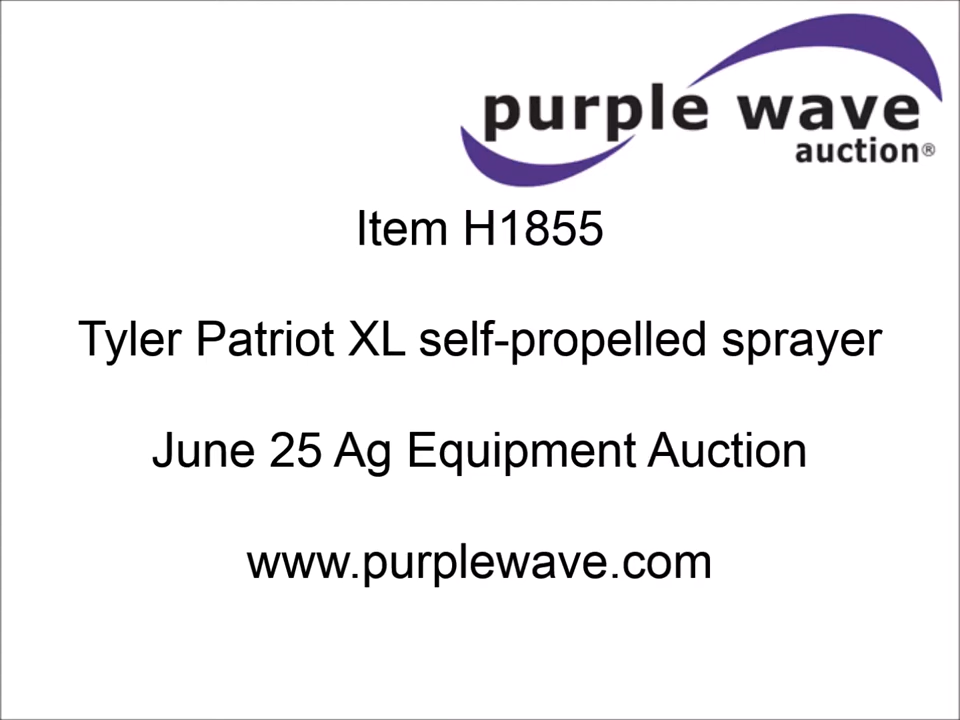 purple wave
auction®
Item H1855
Tyler Patriot XL self-propelled sprayer
June 25 Ag Equipment Auction
www.purplewave.com